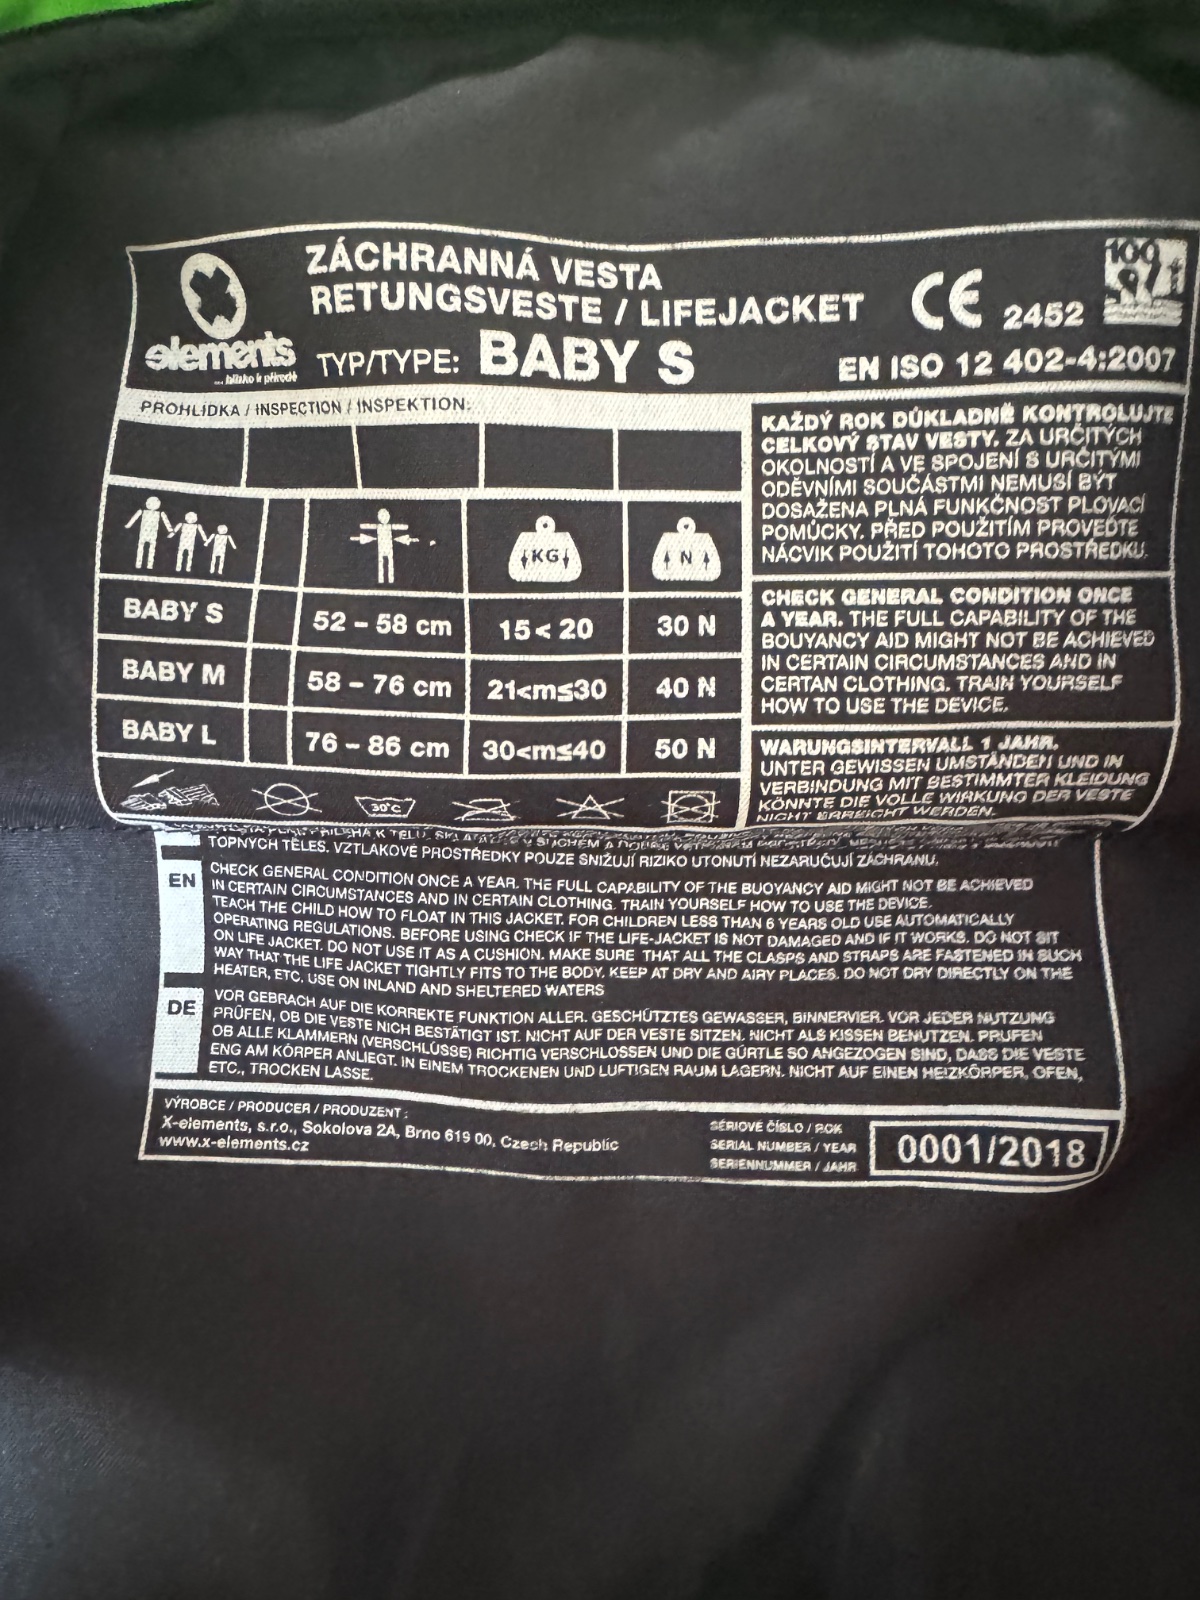 ZÁCHRANNÁ VESTA
RETUNGSVESTE / LIFEJACKET
TYP/TYPE: BABY S
elements
... blízko k přírodě
CE 2452
100
EN ISO 12 402-4:2007
PROHLÍDKA / INSPECTION / INSPEKTION:
KG N
BABY S 52 – 58 cm 15< 20 30 N
BABY M 58 – 76 cm 21<m≤30 40 N
BABY L 76 – 86 cm 30<m≤40 50 N
30°C
KAŽDÝ ROK DŮKLADNĚ KONTROLUJTE
CELKOVÝ STAV VESTY. ZA URČITÝCH
OKOLNOSTÍ A VE SPOJENÍ S URČITÝMI
ODĚVNÍMI SOUČÁSTMI NEMUSÍ BÝT
DOSAŽENA PLNÁ FUNKČNOST PLOVACÍ
POMŮCKY. PŘED POUŽITÍM PROVEĎTE
NÁCVIK POUŽITÍ TOHOTO PROSTŘEDKU.
CHECK GENERAL CONDITION ONCE
A YEAR. THE FULL CAPABILITY OF THE
BOUYANCY AID MIGHT NOT BE ACHIEVED
IN CERTAIN CIRCUMSTANCES AND IN
CERTAN CLOTHING. TRAIN YOURSELF
HOW TO USE THE DEVICE.
WARUNGSINTERVALL 1 JAHR.
UNTER GEWISSEN UMSTÄNDEN UND IN
VERBINDUNG MIT BESTIMMTER KLEIDUNG
KÖNNTE DIE VOLLE WIRKUNG DER VESTE
NICHT ERREICHT WERDEN.
K TĚLU.
TOPNÝCH TĚLES. VZTLAKOVÉ PROSTŘEDKY POUZE SNIŽUJÍ RIZIKO UTONUTÍ NEZARUČUJÍ ZÁCHRANU.
EN
CHECK GENERAL CONDITION ONCE A YEAR. THE FULL CAPABILITY OF THE BUOYANCY AID MIGHT NOT BE ACHIEVED
IN CERTAIN CIRCUMSTANCES AND IN CERTAIN CLOTHING. TRAIN YOURSELF HOW TO USE THE DEVICE.
TEACH THE CHILD HOW TO FLOAT IN THIS JACKET. FOR CHILDREN LESS THAN 6 YEARS OLD USE AUTOMATICALLY
OPERATING REGULATIONS. BEFORE USING CHECK IF THE LIFE-JACKET IS NOT DAMAGED AND IF IT WORKS. DO NOT SIT
ON LIFE JACKET. DO NOT USE IT AS A CUSHION. MAKE SURE THAT ALL THE CLASPS AND STRAPS ARE FASTENED IN SUCH
WAY THAT THE LIFE JACKET TIGHTLY FITS TO THE BODY. KEEP AT DRY AND AIRY PLACES. DO NOT DRY DIRECTLY ON THE
HEATER, ETC. USE ON INLAND AND SHELTERED WATERS
DE
VOR GEBRACH AUF DIE KORREKTE FUNKTION ALLER. GESCHÜTZTES GEWASSER, BINNERVIER. VOR JEDER NUTZUNG
PRÜFEN, OB DIE VESTE NICH BESTÄTIGT IST. NICHT AUF DER VESTE SITZEN. NICHT ALS KISSEN BENUTZEN. PRUFEN
OB ALLE KLAMMERN (VERSCHLÜSSE) RICHTIG VERSCHLOSSEN UND DIE GÜRTLE SO ANGEZOGEN SIND, DASS DIE VESTE
ENG AM KÖRPER ANLIEGT. IN EINEM TROCKENEN UND LUFTIGEN RAUM LAGERN. NICHT AUF EINEN HEIZKÖRPER, OFEN,
ETC., TROCKEN LASSE.
VÝROBCE / PRODUCER / PRODUZENT:
X-elements, s.r.o., Sokolova 2A, Brno 619 00, Czech Republic
www.x-elements.cz
SÉRIOVÉ ČÍSLO / ROK
SERIAL NUMBER / YEAR
SERIENNUMMER / JAHR
0001/2018